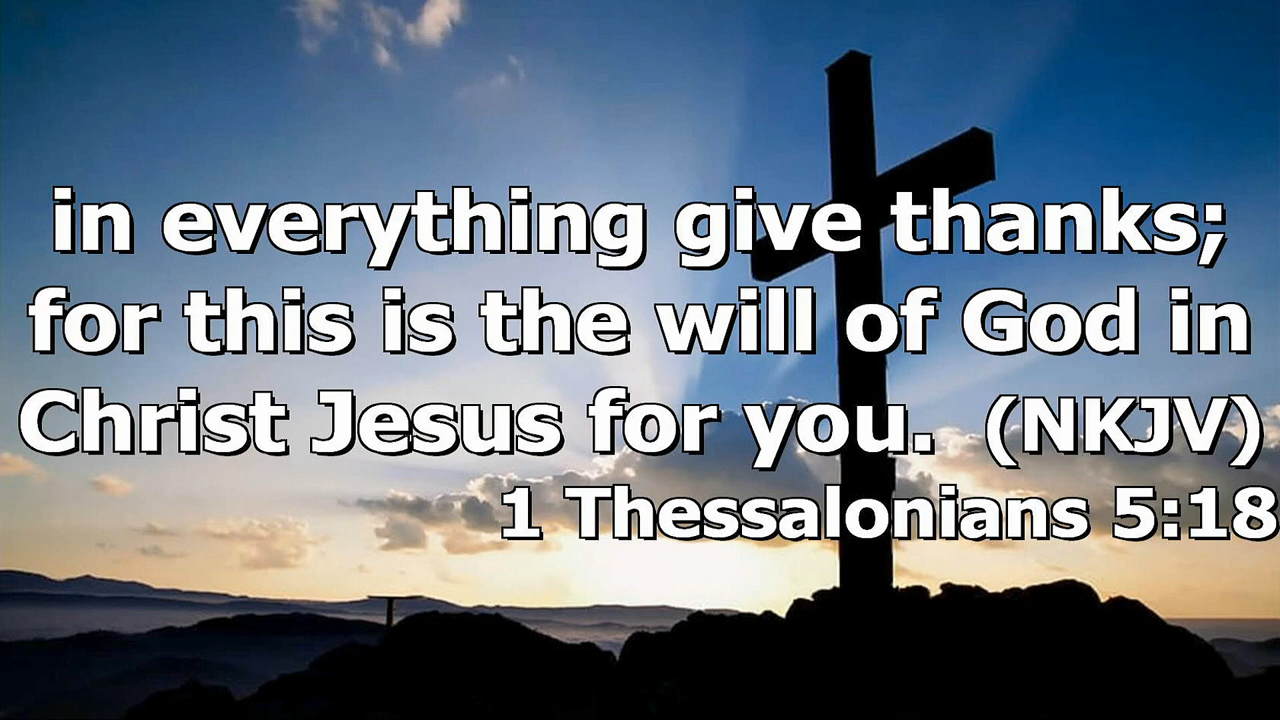 in everything give thanks;
for this is the will of God in
Christ Jesus for you. (NKJV)
1 Thessalonians 5:18